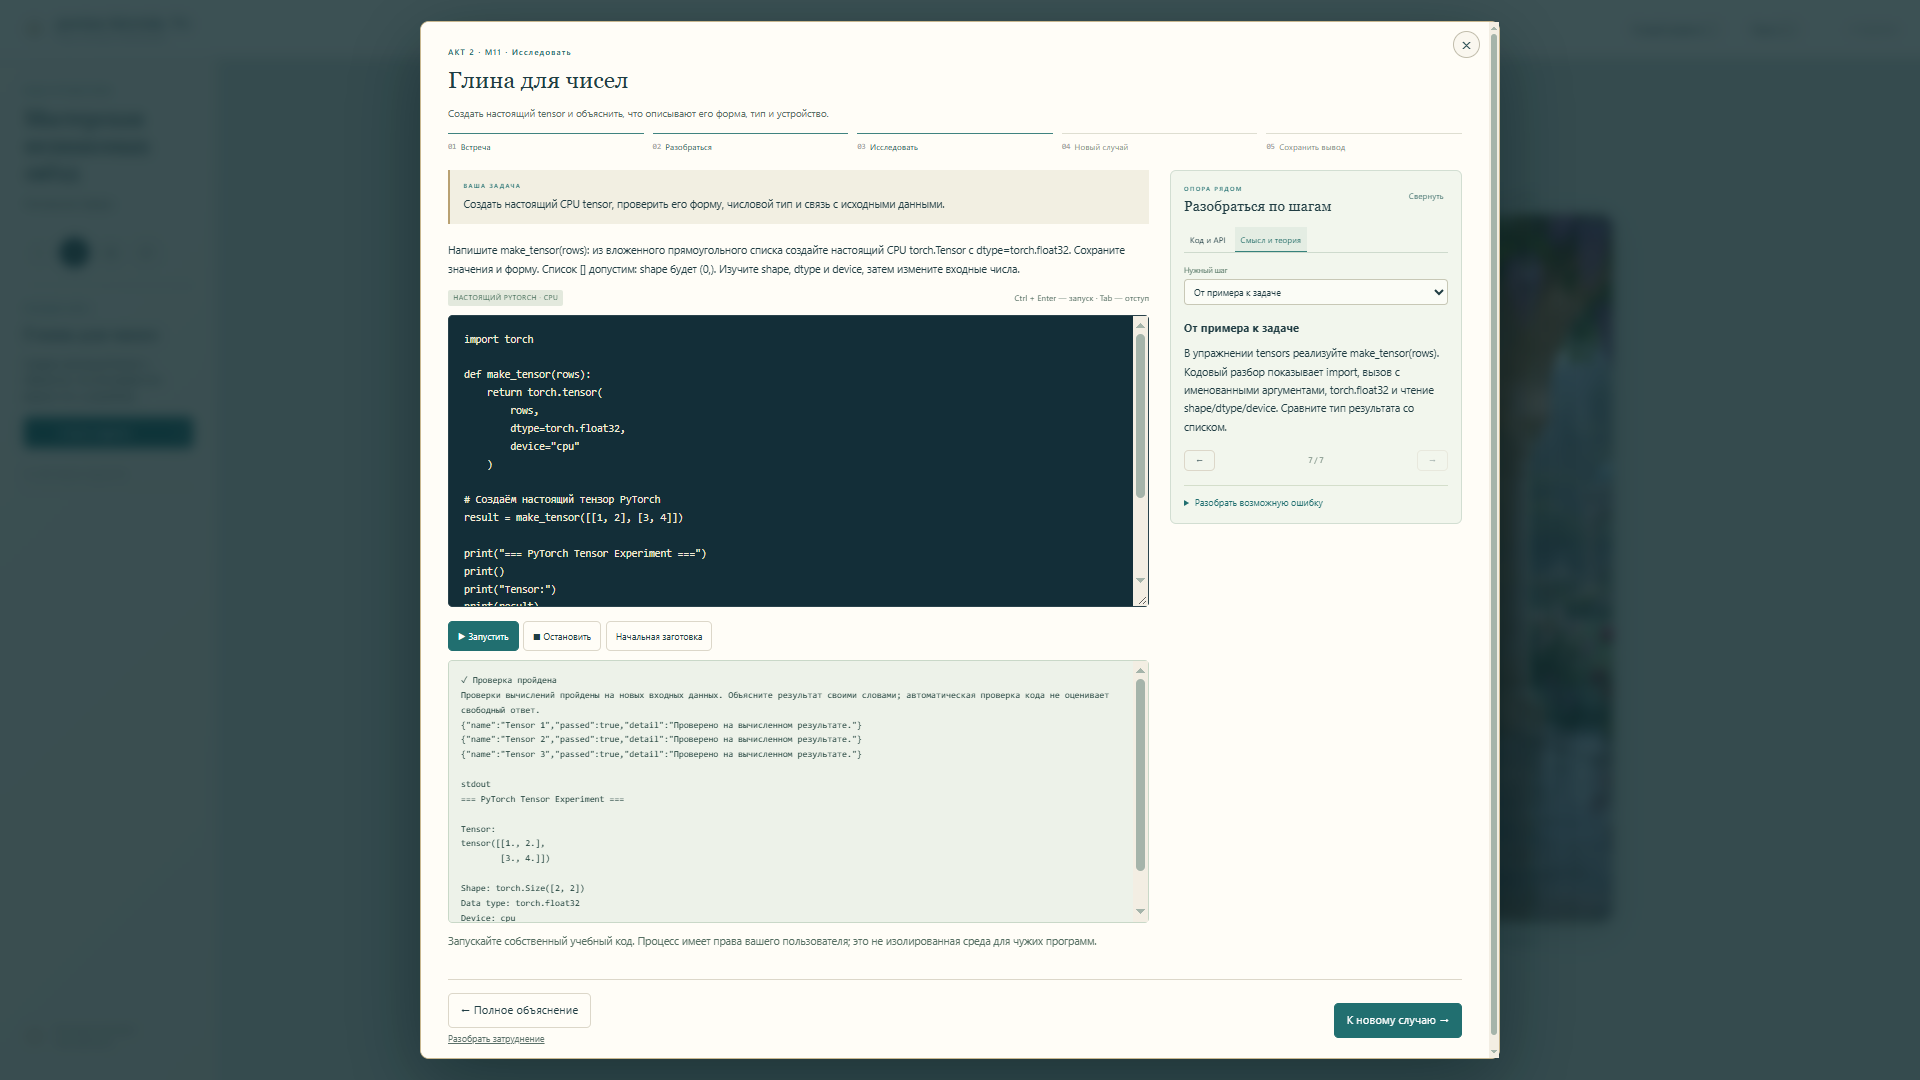 АКТ 2 · М11 · Исследовать
Глина для чисел
Создать настоящий tensor и объяснить, что описывают его форма, тип и устройство.
01 Встреча
02 Разобраться
03 Исследовать
04 Новый случай
05 Сохранить вывод
ВАША ЗАДАЧА
Создать настоящий CPU tensor, проверить его форму, числовой тип и связь с исходными данными.
Напишите make_tensor(rows): из вложенного прямоугольного списка создайте настоящий CPU torch.Tensor с dtype=torch.float32. Сохраните
значения и форму. Список [] допустим: shape будет (0,). Изучите shape, dtype и device, затем измените входные числа.
НАСТОЯЩИЙ PYTORCH · CPU
Ctrl + Enter — запуск · Tab — отступ
import torch
def make_tensor(rows):
    return torch.tensor(
        rows,
        dtype=torch.float32,
        device="cpu"
    )
# Создаём настоящий тензор PyTorch
result = make_tensor([[1, 2], [3, 4]])
print("=== PyTorch Tensor Experiment ===")
print()
print("Tensor:")
print(result)
▶ Запустить
■ Остановить
Начальная заготовка
✓ Проверка пройдена
Проверки вычислений пройдены на новых входных данных. Объясните результат своими словами; автоматическая проверка кода не оценивает
свободный ответ.
{"name":"Tensor 1","passed":true,"detail":"Проверено на вычисленном результате."}
{"name":"Tensor 2","passed":true,"detail":"Проверено на вычисленном результате."}
{"name":"Tensor 3","passed":true,"detail":"Проверено на вычисленном результате."}
stdout
=== PyTorch Tensor Experiment ===
Tensor:
tensor([[1., 2.],
        [3., 4.]])
Shape: torch.Size([2, 2])
Data type: torch.float32
Device: cpu
Запускайте собственный учебный код. Процесс имеет права вашего пользователя; это не изолированная среда для чужих программ.
← Полное объяснение
Разобрать затруднение
К новому случаю →
ОПОРА РЯДОМ
Разобраться по шагам
Свернуть
Код и API
Смысл и теория
Нужный шаг
От примера к задаче
От примера к задаче
В упражнении tensors реализуйте make_tensor(rows).
Кодовый разбор показывает import, вызов с
именованными аргументами, torch.float32 и чтение
shape/dtype/device. Сравните тип результата со
списком.
←
7 / 7
→
▶ Разобрать возможную ошибку